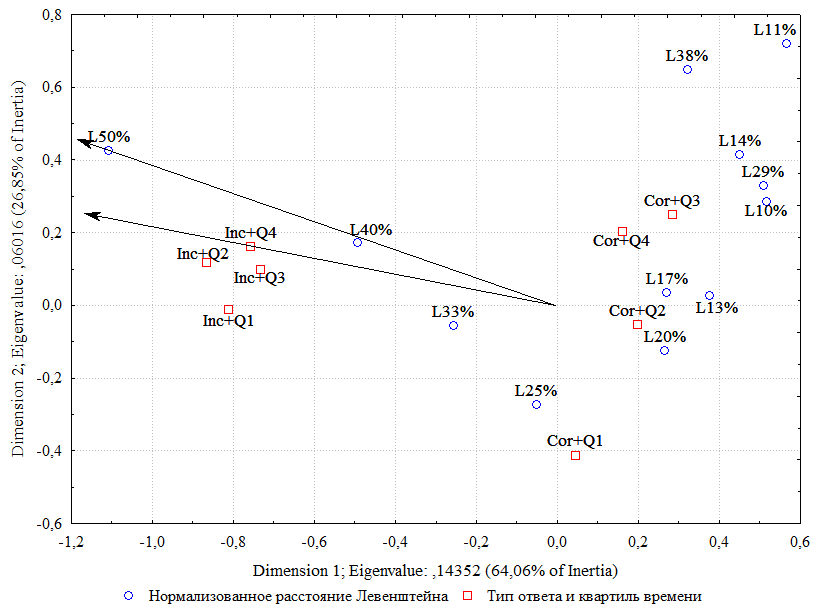 0,8
L11%
L38%
0,6
L50%
L14%
0,4
L29%
Cor+Q3
L10%
Inc+Q4
L40%
0,2
Cor+Q4
Inc+Q2
Inc+Q3
L17%
0,0
L33%
Cor+Q2
L13%
Inc+Q1
L20%
-0,2
L25%
-0,4
Cor+Q1
-0,6
-1,2 -1,0 -0,8 -0,6 -0,4 -0,2 0,0 0,2 0,4 0,6
Dimension 2; Eigenvalue: ,06016 (26,85% of Inertia)
Dimension 1; Eigenvalue: ,14352 (64,06% of Inertia)
Нормализованное расстояние Левенштейна
Тип ответа и квартиль времени